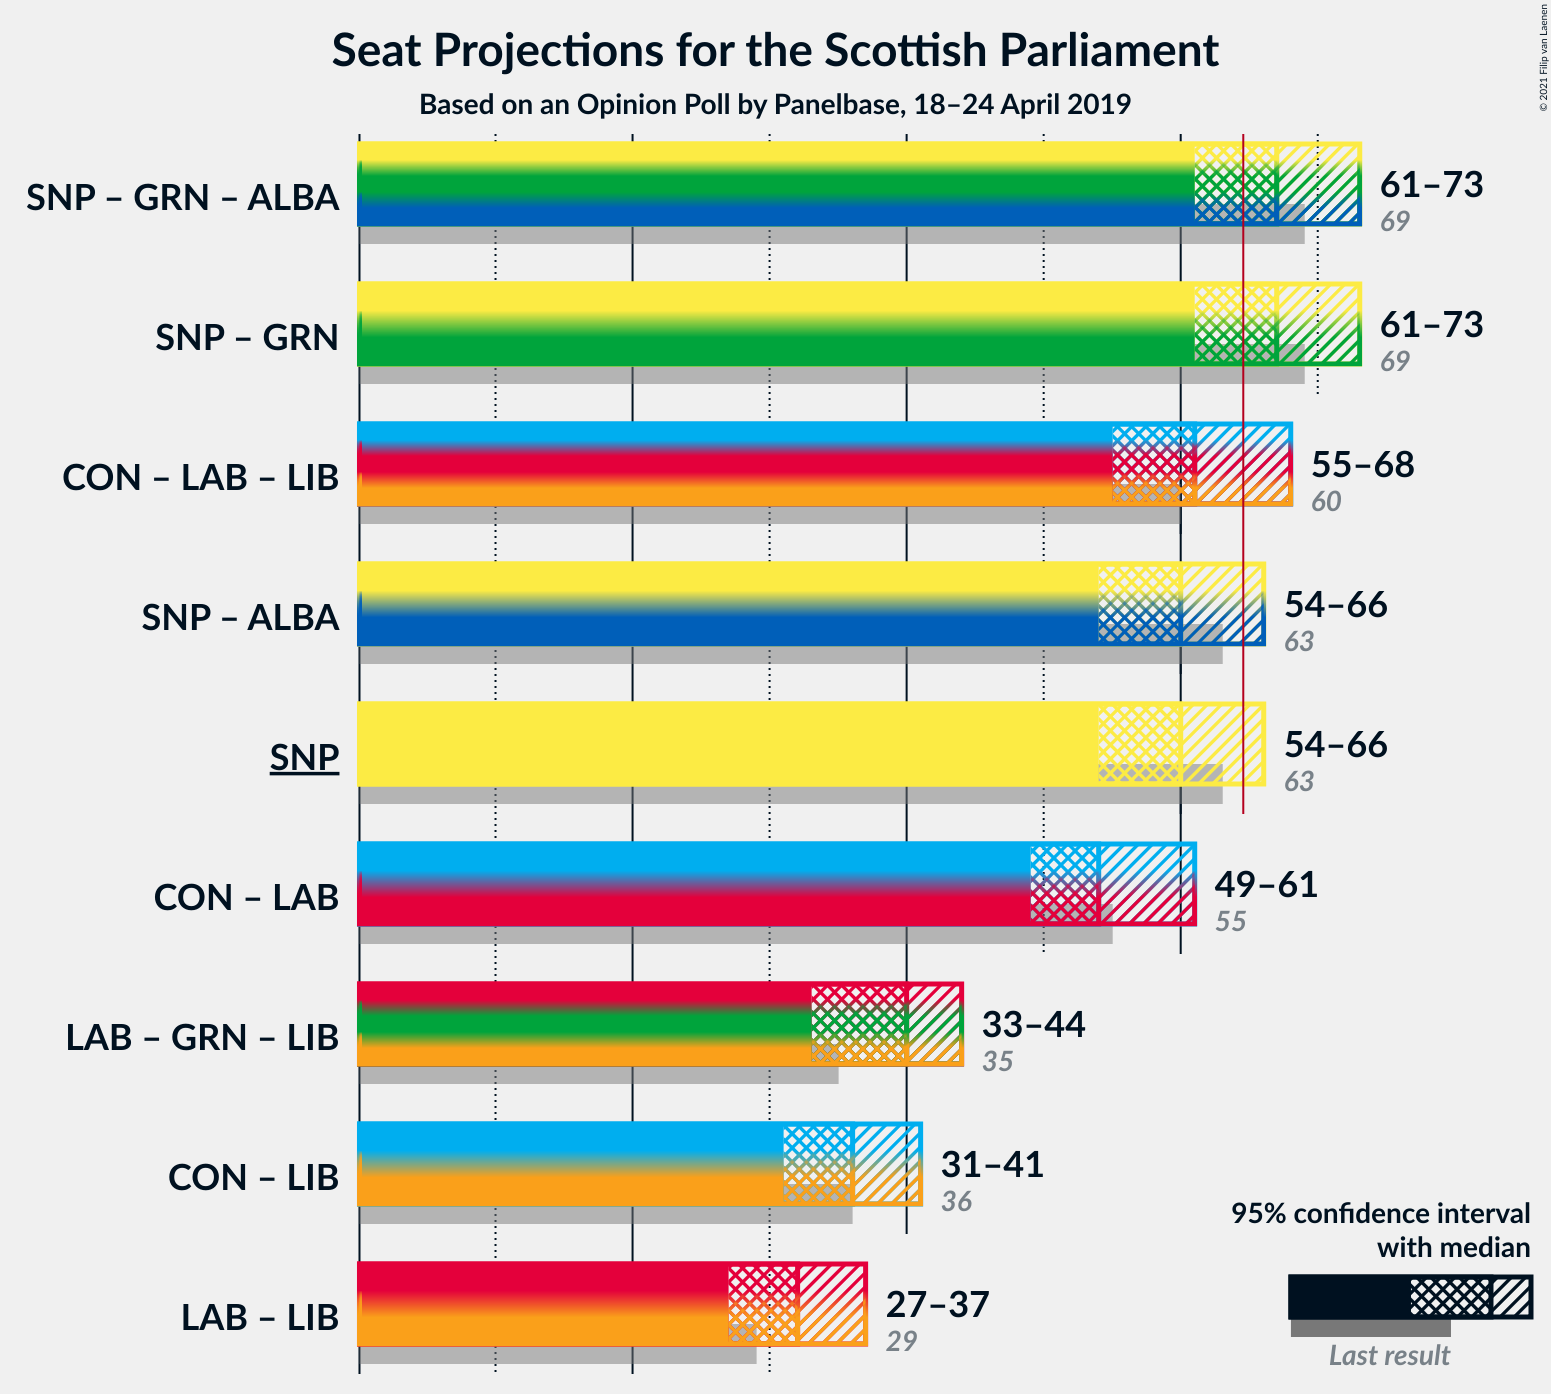 Seat Projections for the Scottish Parliament
Based on an Opinion Poll by Panelbase, 18–24 April 2019
© 2021 Filip van Laenen
SNP – GRN – ALBA
61–73
69
SNP – GRN
61–73
69
CON – LAB – LIB
55–68
60
SNP – ALBA
54–66
63
SNP
54–66
63
CON – LAB
49–61
55
LAB – GRN – LIB
33–44
35
CON – LIB
31–41
36
LAB – LIB
27–37
29
95% confidence interval
with median
Last result